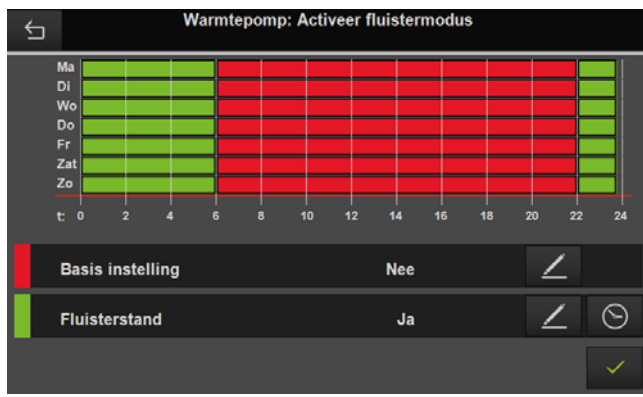 Warmtepomp: Activeer fluistermodus
Ma
Di
Wo
Do
Fr
Zat
Zo
t: 0 2 4 6 8 10 12 14 16 18 20 22 24
Basis instelling Nee
Fluisterstand Ja